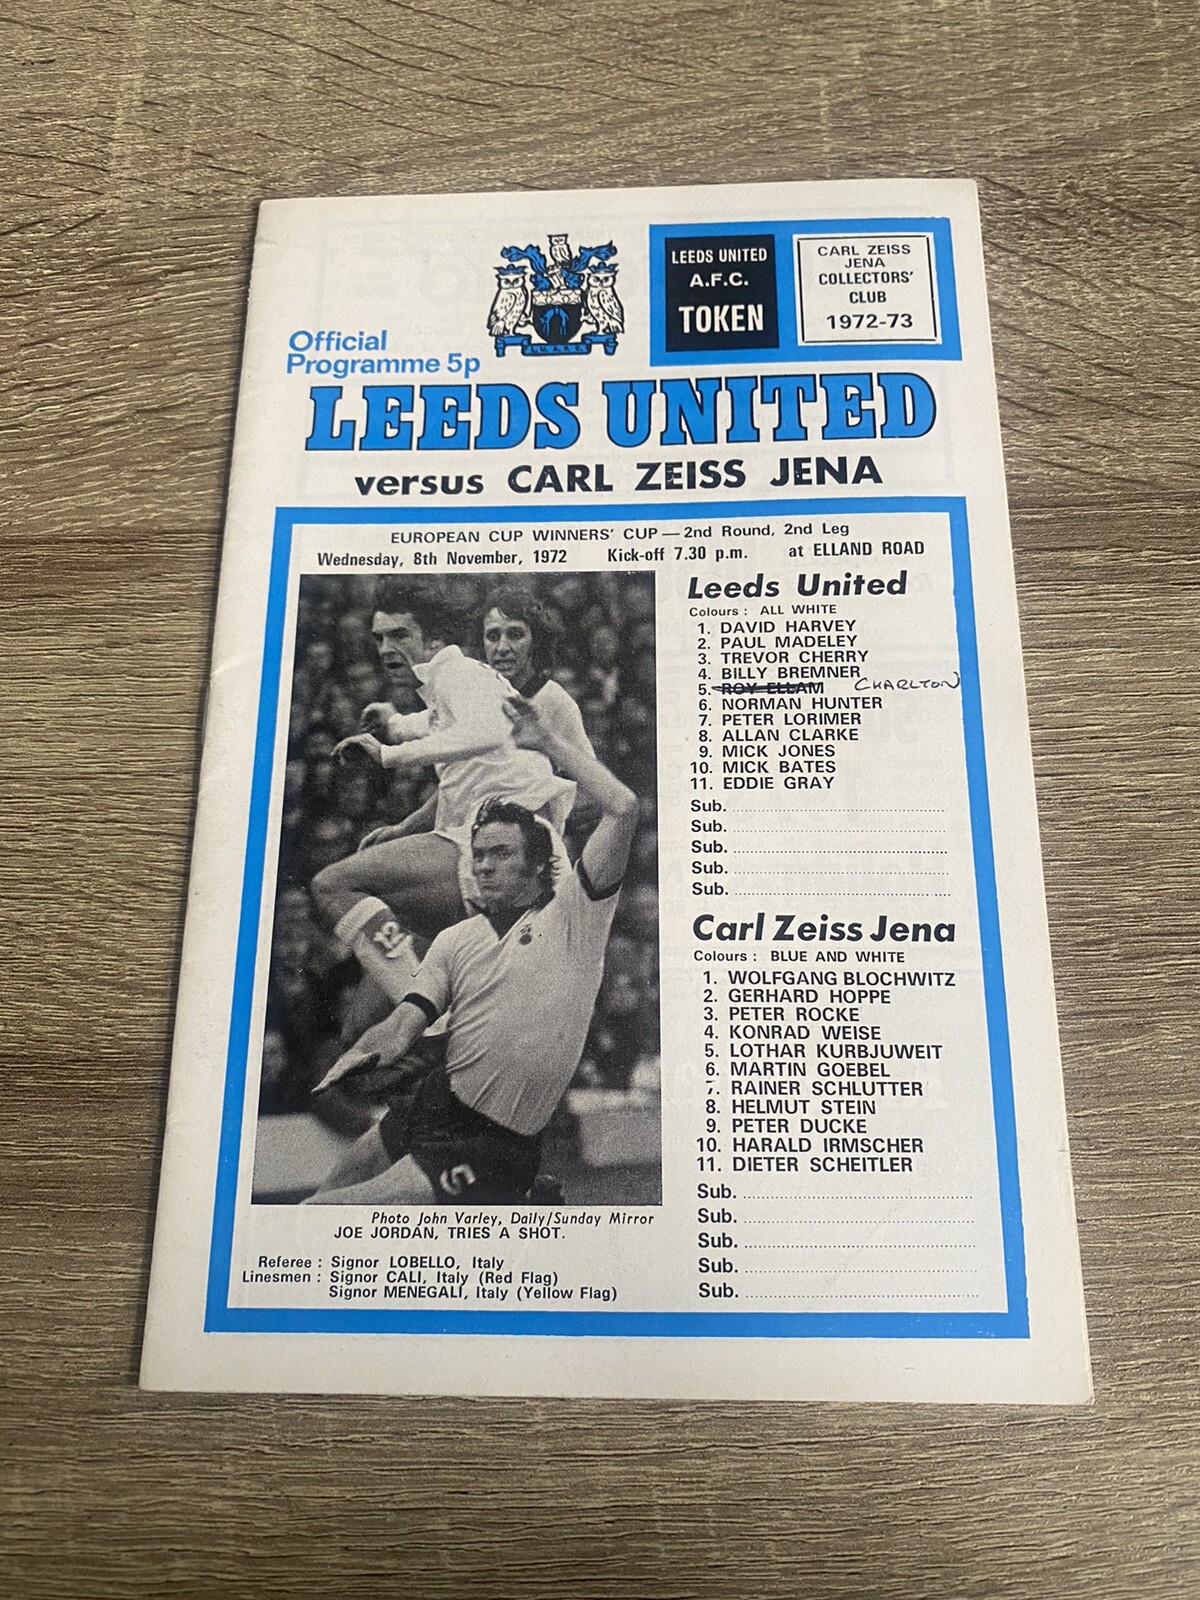 LEEDS UNITED
A.F.C.
TOKEN
CARL ZEISS
JENA
COLLECTORS'
CLUB
1972-73
Official
Programme 5p
LEEDS UNITED
versus CARL ZEISS JENA
EUROPEAN CUP WINNERS' CUP — 2nd Round, 2nd Leg
Wednesday, 8th November, 1972 Kick-off 7.30 p.m. at ELLAND ROAD
Leeds United
Colours : ALL WHITE
1. DAVID HARVEY
2. PAUL MADELEY
3. TREVOR CHERRY
4. BILLY BREMNER
5. ROY ELLAM CHARLTON
6. NORMAN HUNTER
7. PETER LORIMER
8. ALLAN CLARKE
9. MICK JONES
10. MICK BATES
11. EDDIE GRAY
Sub.
Sub.
Sub.
Sub.
Sub.
Carl Zeiss Jena
Colours : BLUE AND WHITE
1. WOLFGANG BLOCHWITZ
2. GERHARD HOPPE
3. PETER ROCKE
4. KONRAD WEISE
5. LOTHAR KURBJUWEIT
6. MARTIN GOEBEL
7. RAINER SCHLUTTER
8. HELMUT STEIN
9. PETER DUCKE
10. HARALD IRMSCHER
11. DIETER SCHEITLER
Sub.
Sub.
Sub.
Sub.
Sub.
12
5
Photo John Varley, Daily/Sunday Mirror
JOE JORDAN, TRIES A SHOT.
Referee : Signor LOBELLO, Italy
Linesmen : Signor CALI, Italy (Red Flag)
Signor MENEGALI, Italy (Yellow Flag)